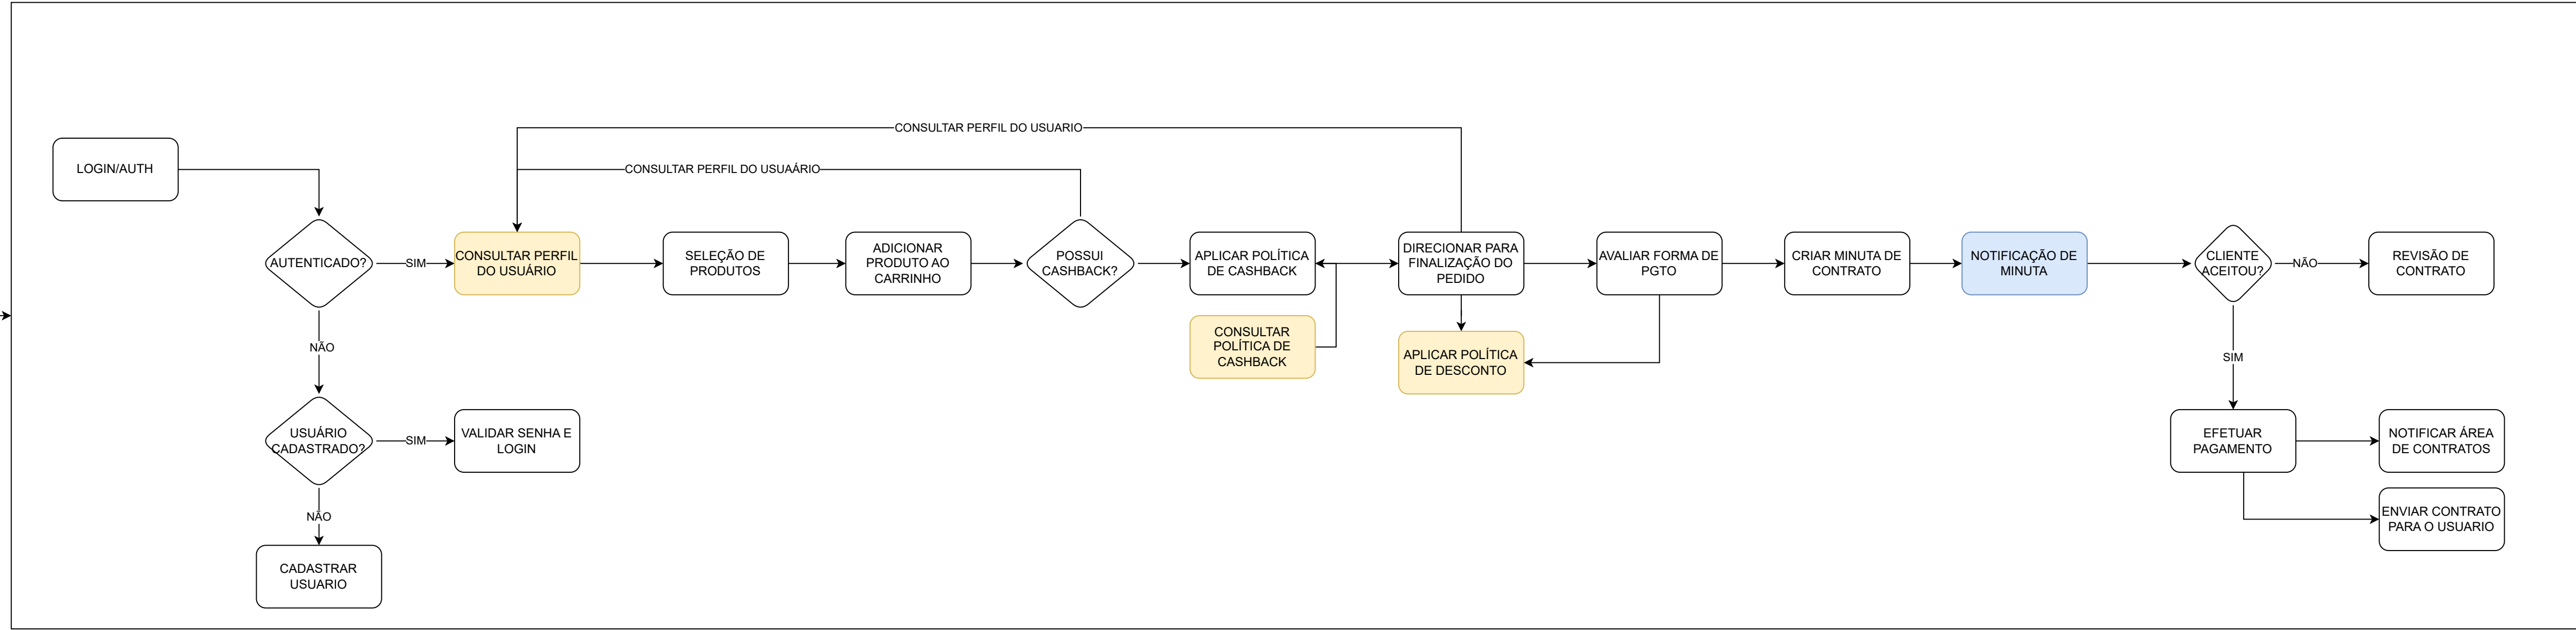 CONSULTAR PERFIL DO USUARIO
CONSULTAR PERFIL DO USUAÁRIO
LOGIN/AUTH
AUTENTICADO?
SIM
CONSULTAR PERFIL
DO USUÁRIO
SELEÇÃO DE
PRODUTOS
ADICIONAR
PRODUTO AO
CARRINHO
POSSUI
CASHBACK?
APLICAR POLÍTICA
DE CASHBACK
DIRECIONAR PARA
FINALIZAÇÃO DO
PEDIDO
AVALIAR FORMA DE
PGTO
CRIAR MINUTA DE
CONTRATO
NOTIFICAÇÃO DE
MINUTA
CLIENTE
ACEITOU?
NÃO
REVISÃO DE
CONTRATO
NÃO
CONSULTAR
POLÍTICA DE
CASHBACK
APLICAR POLÍTICA
DE DESCONTO
SIM
USUÁRIO
CADASTRADO?
SIM
VALIDAR SENHA E
LOGIN
EFETUAR
PAGAMENTO
NOTIFICAR ÁREA
DE CONTRATOS
NÃO
ENVIAR CONTRATO
PARA O USUARIO
CADASTRAR
USUARIO